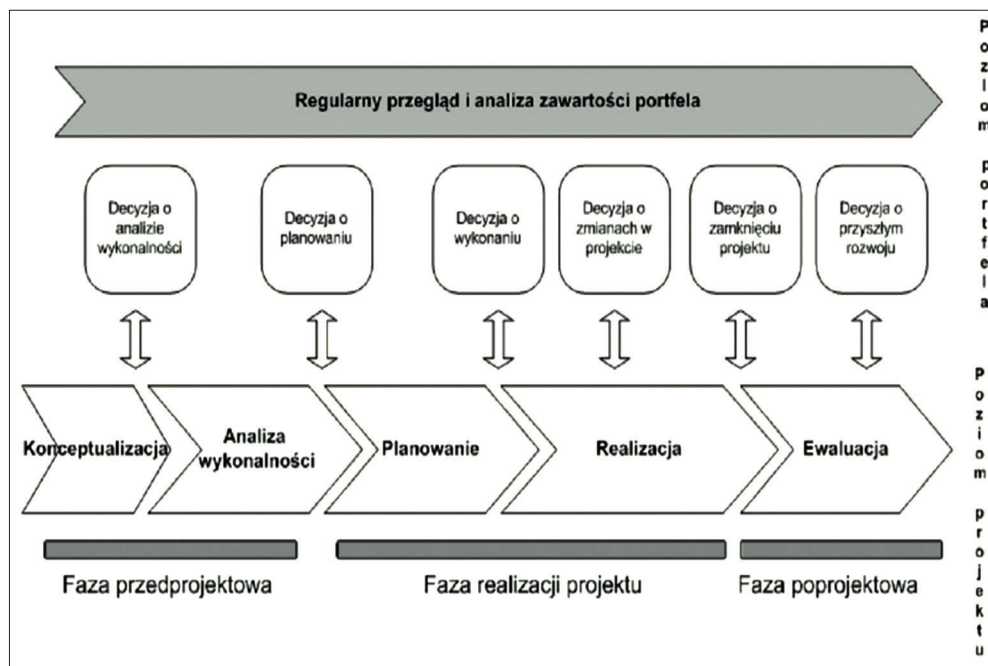 Regularny przegląd i analiza zawartości portfela
Decyzja o
analizie
wykonalności
Decyzja o
planowaniu
Decyzja o
wykonaniu
Decyzja o
zmianach w
projekcie
Decyzja o
zamknięciu
projektu
Decyzja o
przyszłym
rozwoju
Poziom portfela
Konceptualizacja
Analiza
wykonalności
Planowanie
Realizacja
Ewaluacja
Poziom projektu
Faza przedprojektowa
Faza realizacji projektu
Faza poprojektowa